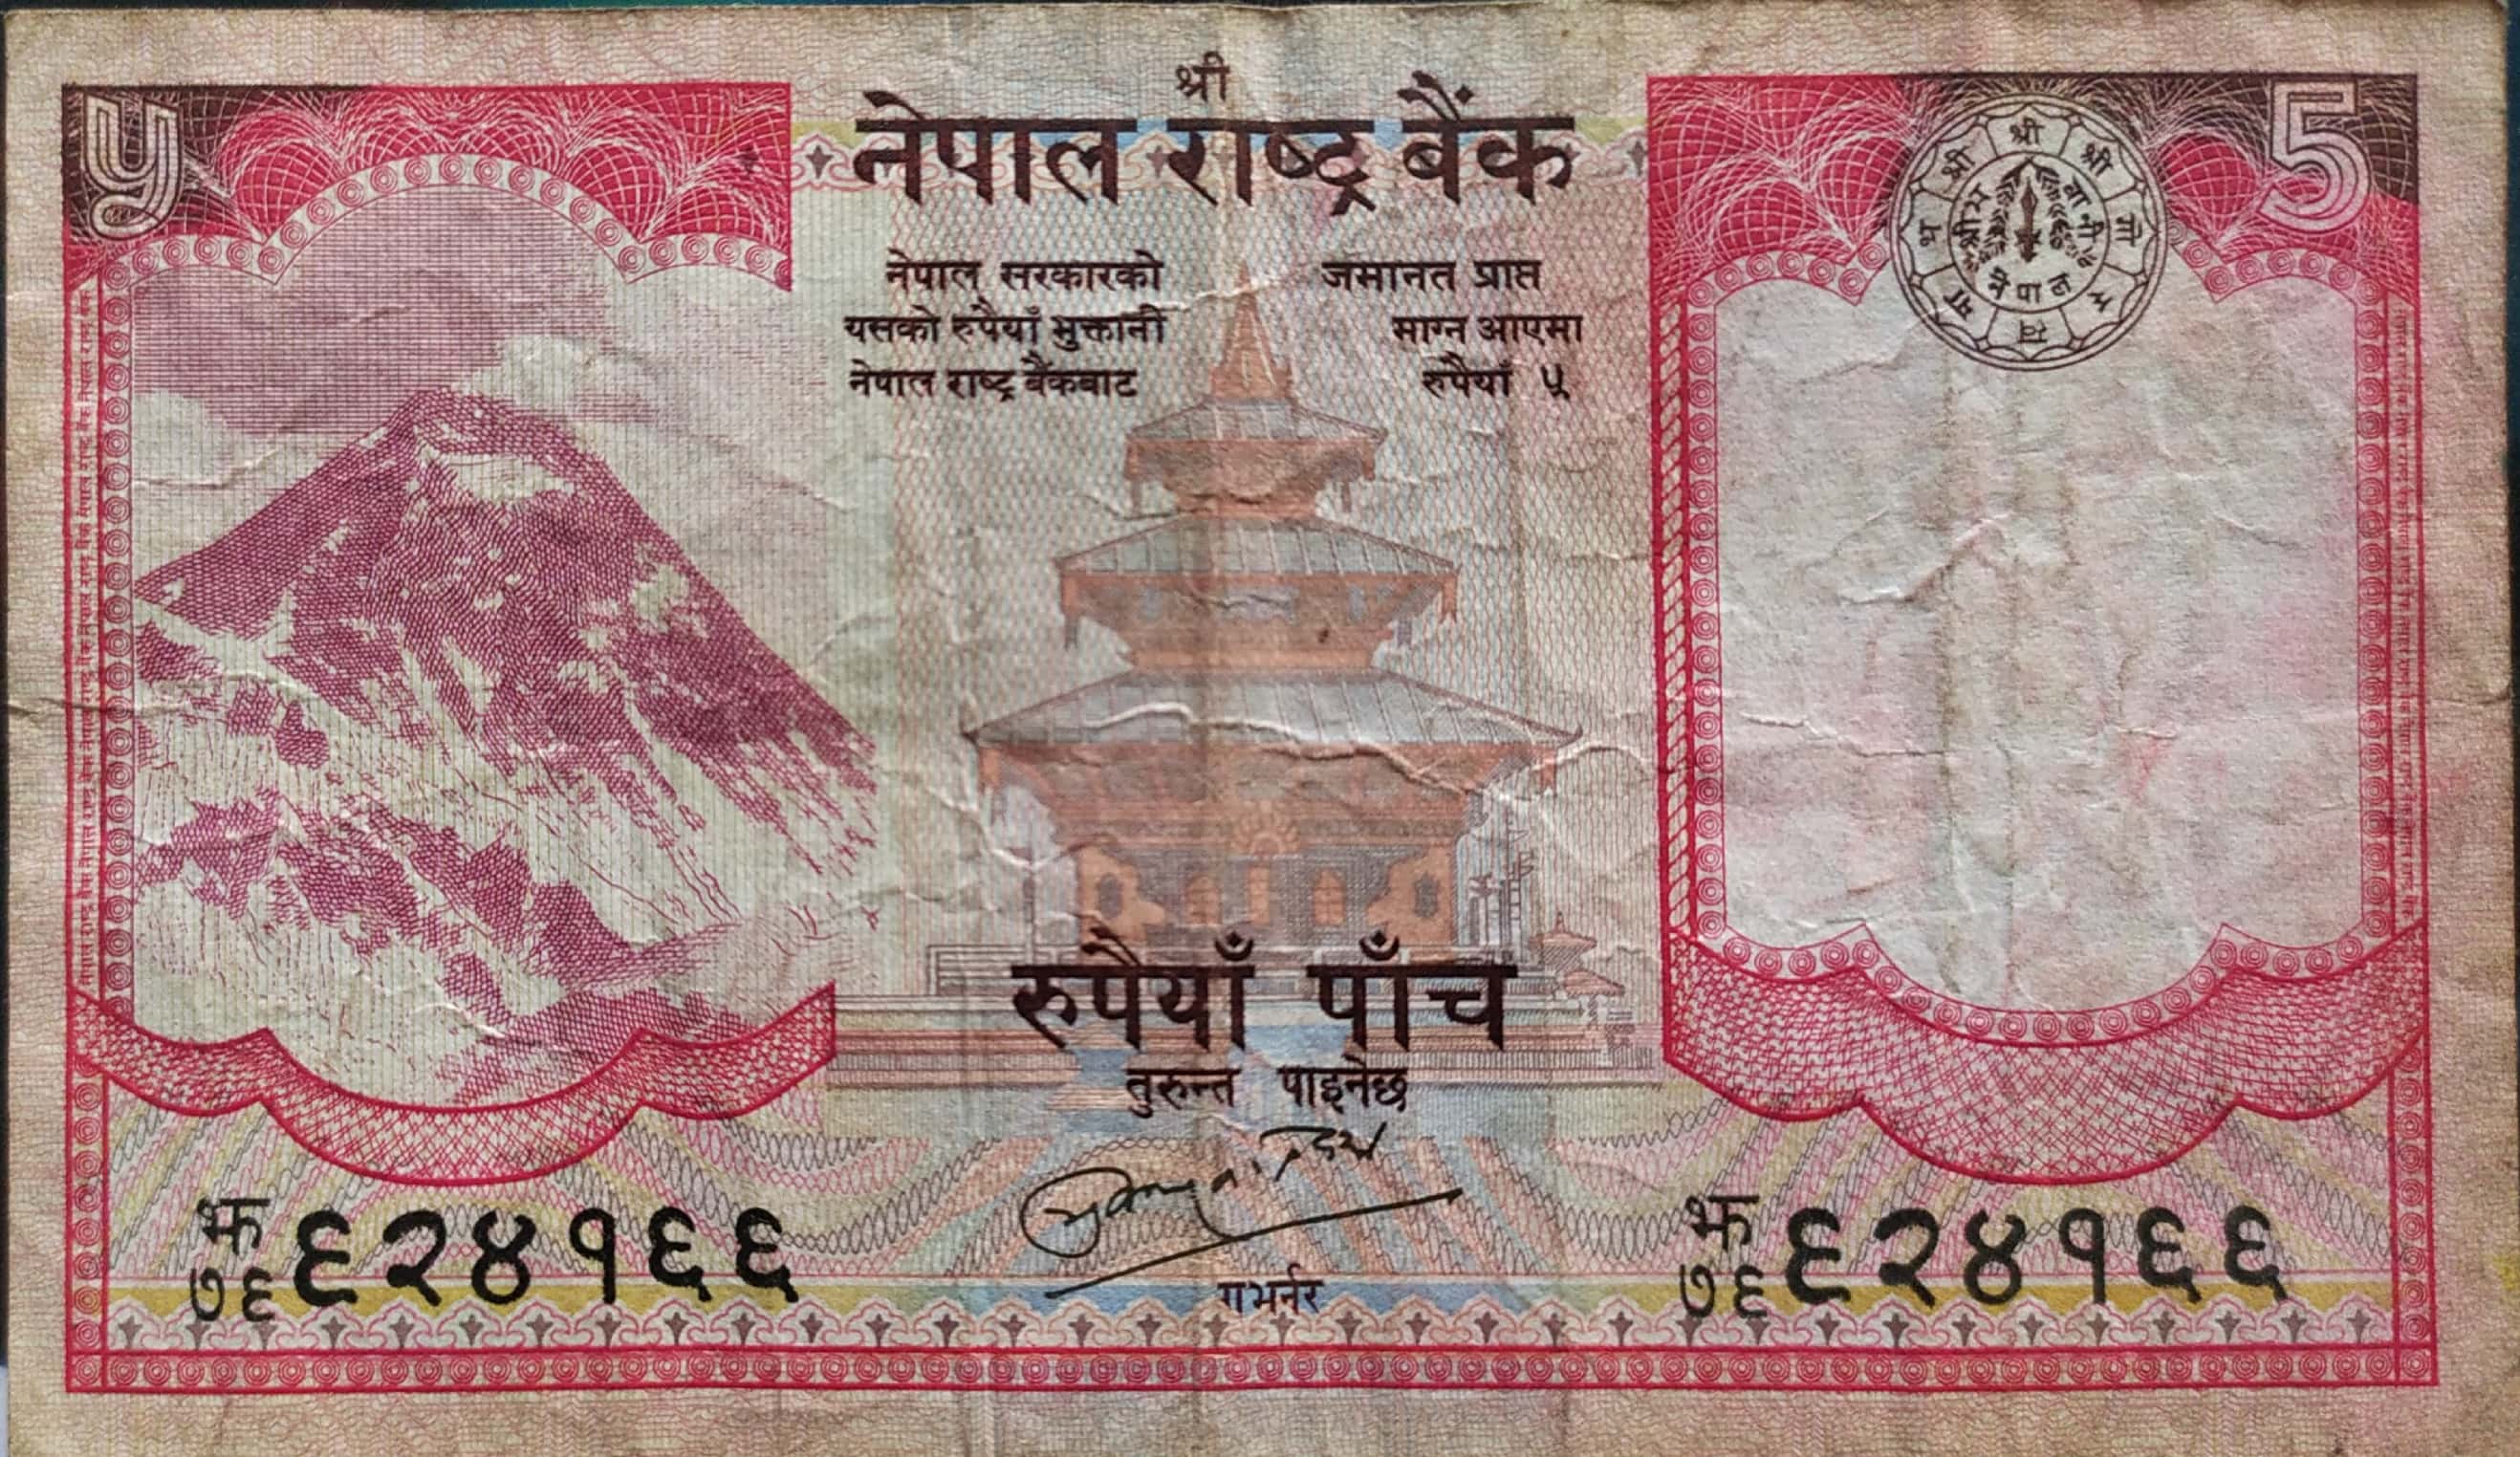 श्री
नेपाल राष्ट्र बैंक
५
5
नेपाल सरकारको जमानत प्राप्त
यसको रुपैयाँ भुक्तानी माग्न आएमा
नेपाल राष्ट्र बैंकबाट रुपैयाँ ५
रुपैयाँ पाँच
तुरुन्त पाइनेछ
गभर्नर
झ
७६ ६२४१६६
झ
७६ ६२४१६६